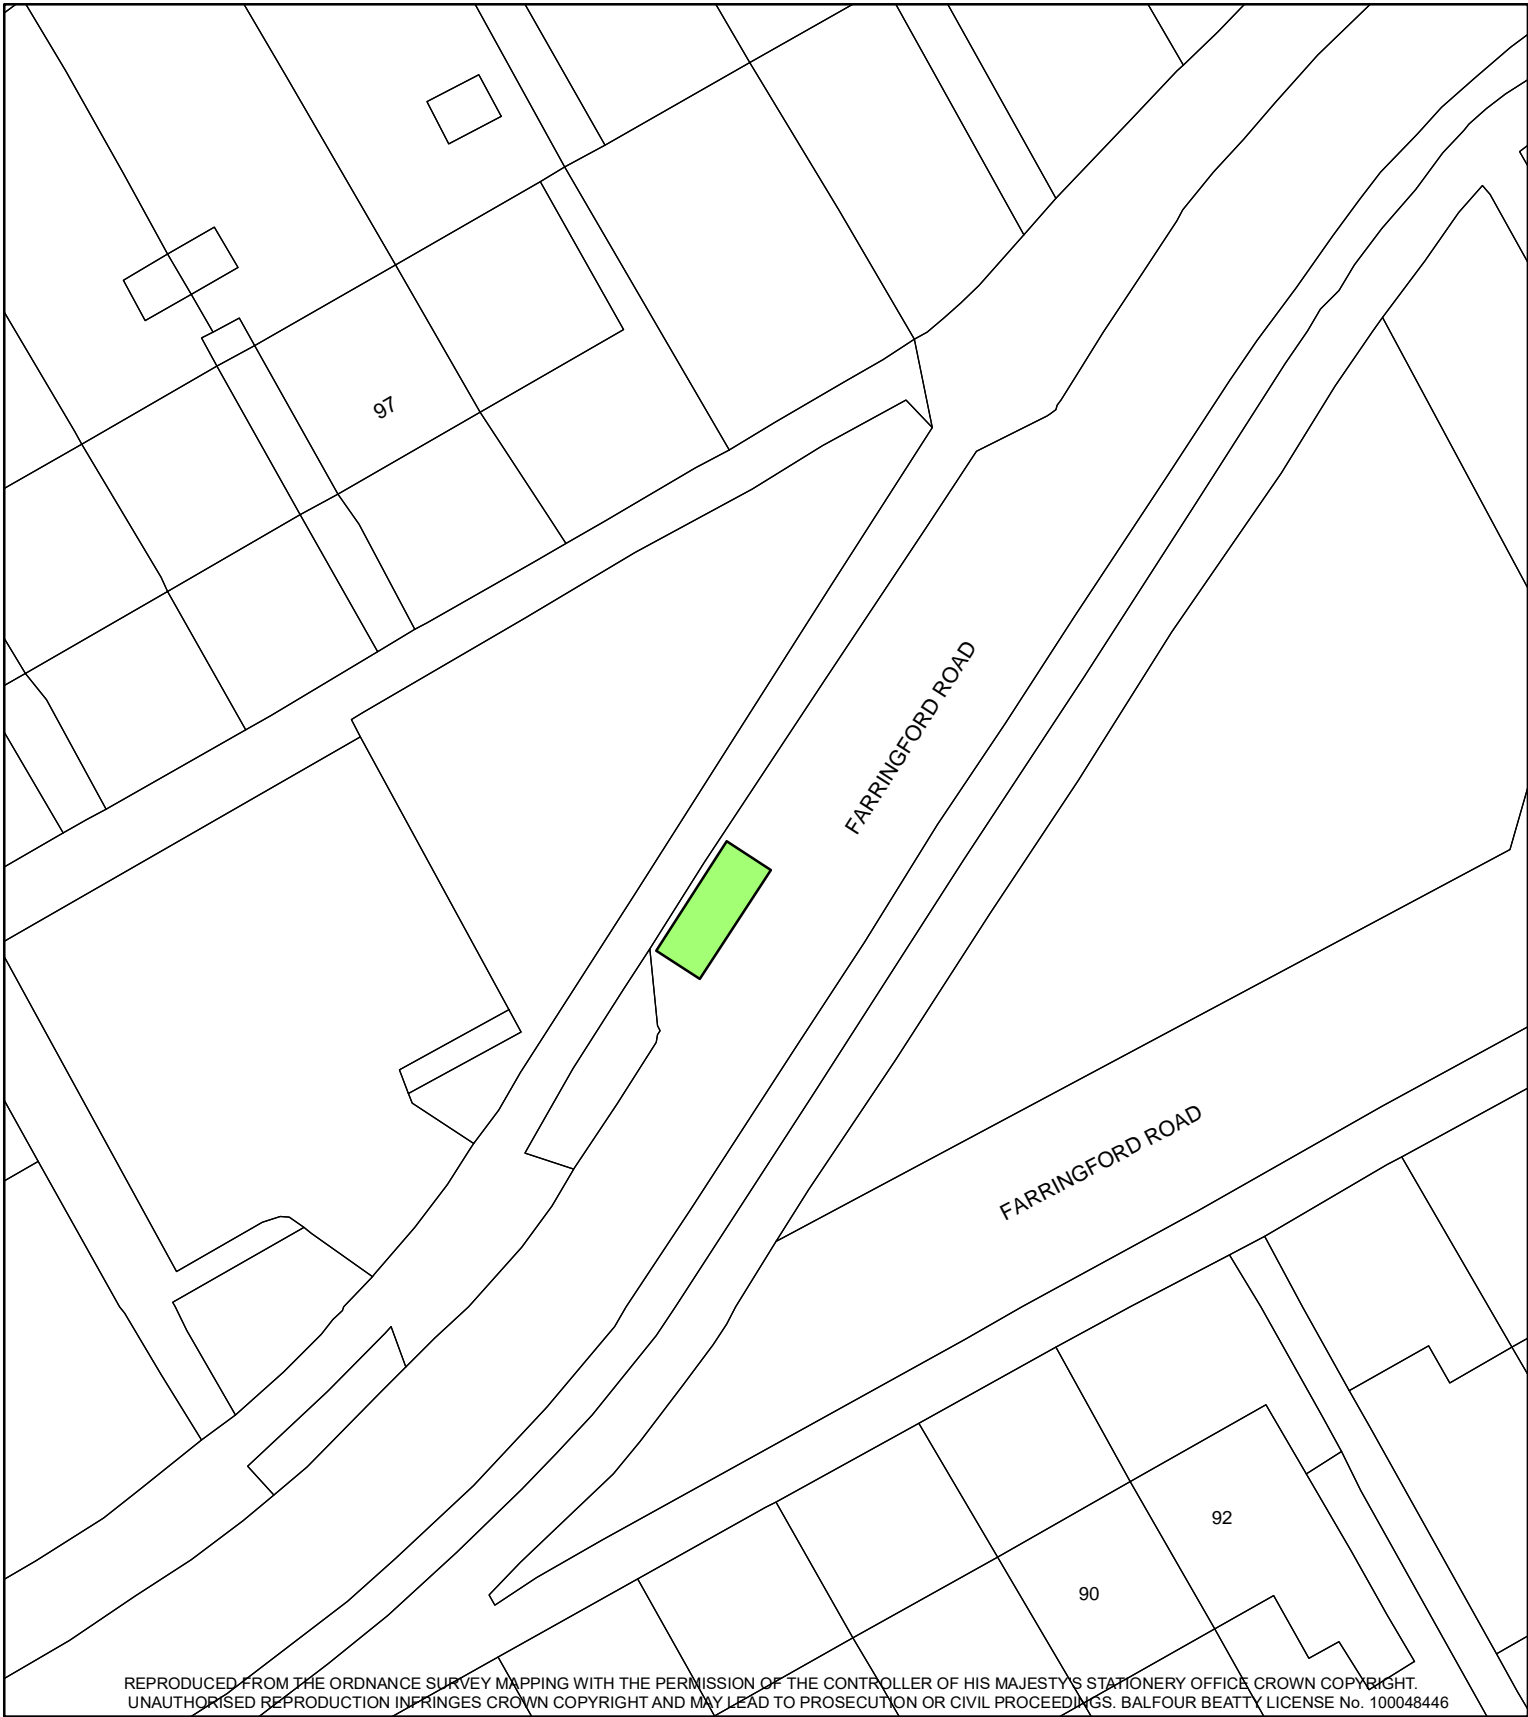 97
FARRINGFORD ROAD
FARRINGFORD ROAD
92
90
REPRODUCED FROM THE ORDNANCE SURVEY MAPPING WITH THE PERMISSION OF THE CONTROLLER OF HIS MAJESTY'S STATIONERY OFFICE CROWN COPYRIGHT.
UNAUTHORISED REPRODUCTION INFRINGES CROWN COPYRIGHT AND MAY LEAD TO PROSECUTION OR CIVIL PROCEEDINGS. BALFOUR BEATTY LICENSE No. 100048446